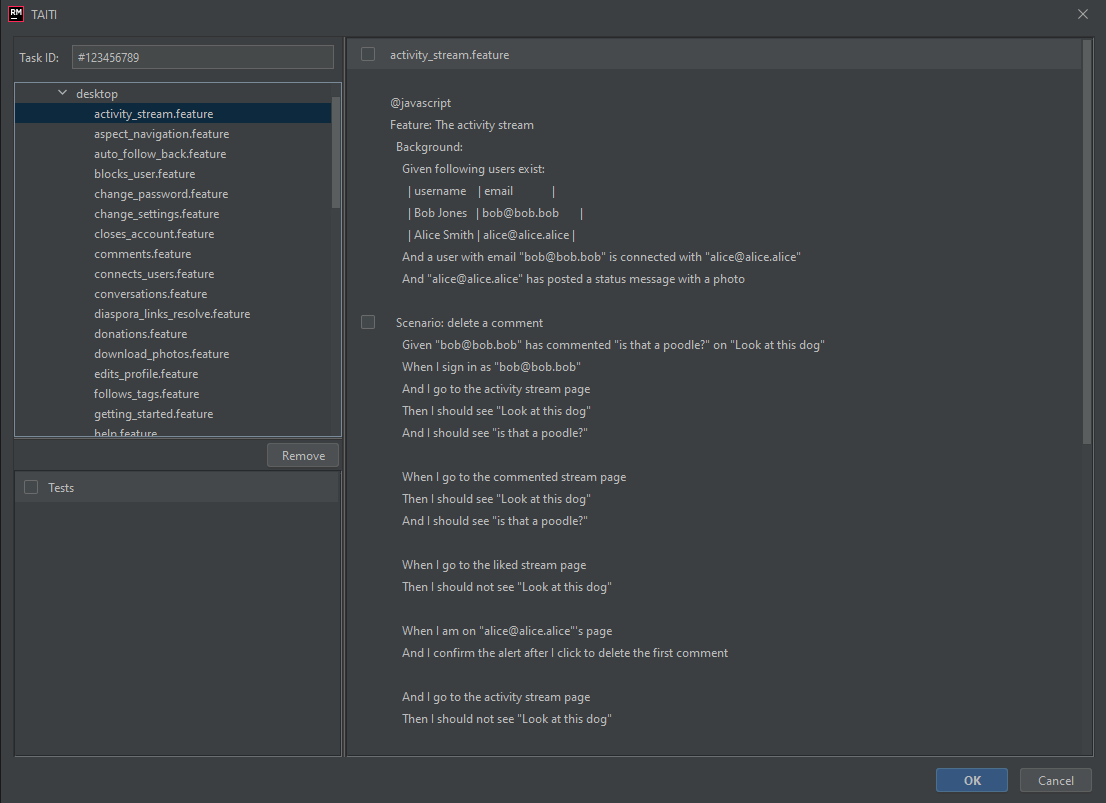 RM TAITI
Task ID: #123456789
desktop
activity_stream.feature
aspect_navigation.feature
auto_follow_back.feature
blocks_user.feature
change_password.feature
change_settings.feature
closes_account.feature
comments.feature
connects_users.feature
conversations.feature
diaspora_links_resolve.feature
donations.feature
download_photos.feature
edits_profile.feature
follows_tags.feature
getting_started.feature
help.feature
Remove
Tests
activity_stream.feature
@javascript
Feature: The activity stream
Background:
Given following users exist:
| username | email |
| Bob Jones | bob@bob.bob |
| Alice Smith | alice@alice.alice |
And a user with email "bob@bob.bob" is connected with "alice@alice.alice"
And "alice@alice.alice" has posted a status message with a photo
Scenario: delete a comment
Given "bob@bob.bob" has commented "is that a poodle?" on "Look at this dog"
When I sign in as "bob@bob.bob"
And I go to the activity stream page
Then I should see "Look at this dog"
And I should see "is that a poodle?"
When I go to the commented stream page
Then I should see "Look at this dog"
And I should see "is that a poodle?"
When I go to the liked stream page
Then I should not see "Look at this dog"
When I am on "alice@alice.alice"'s page
And I confirm the alert after I click to delete the first comment
And I go to the activity stream page
Then I should not see "Look at this dog"
OK Cancel